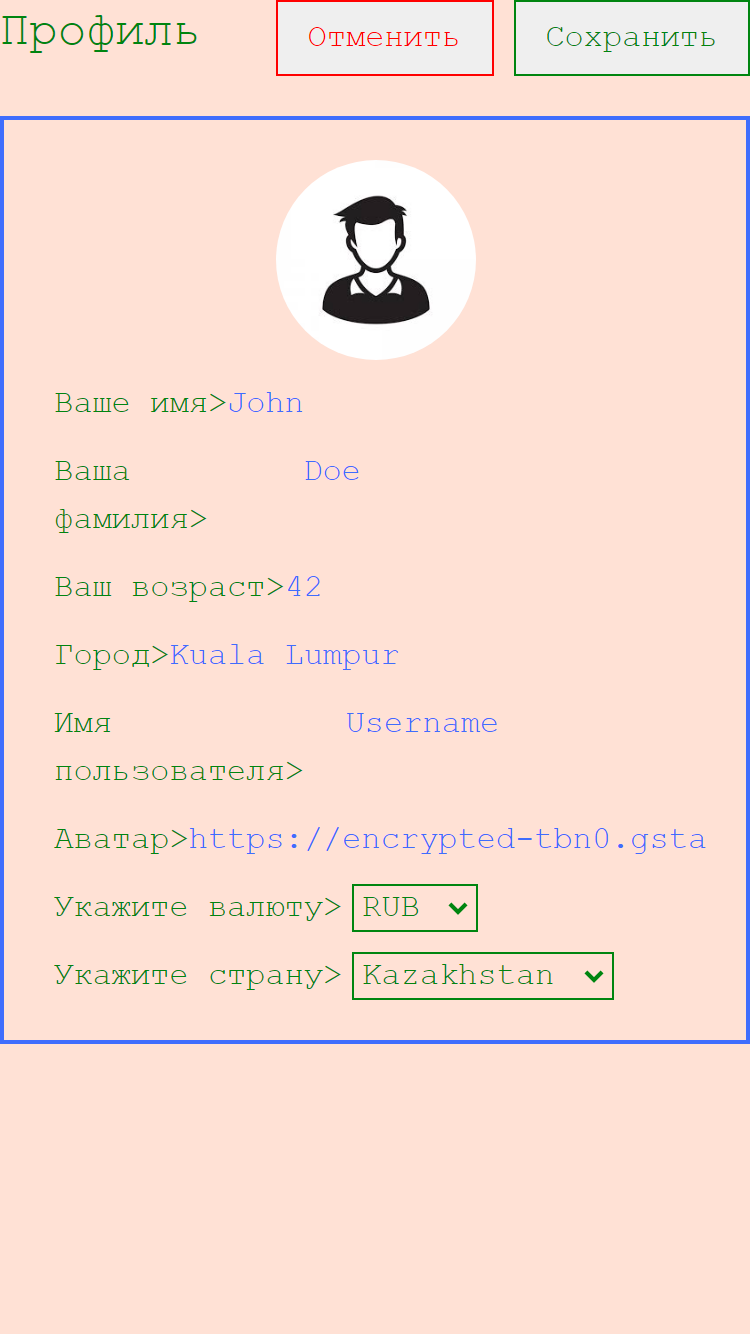 Профиль
Отменить
Сохранить
Ваше имя>John
Ваша Doe
фамилия>
Ваш возраст>42
Город>Kuala Lumpur
Имя Username
пользователя>
Аватар>https://encrypted-tbn0.gsta
Укажите валюту> RUB
Укажите страну> Kazakhstan